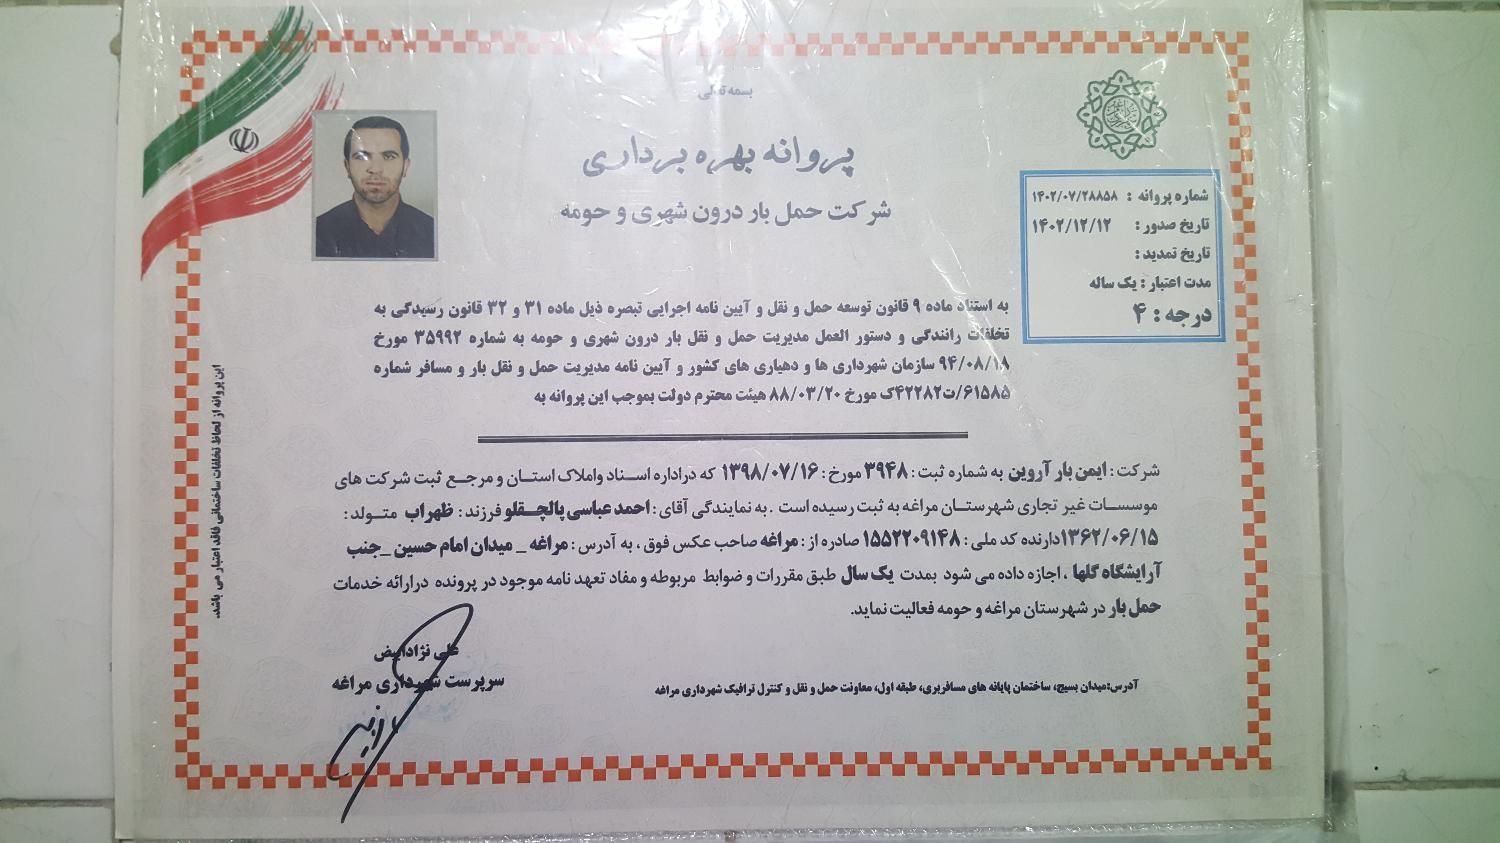 بسمه تعالی
پروانه بهره برداری
شرکت حمل بار درون شهری و حومه
شماره پروانه : ۱۴۰۲/۰۷/۲۸۸۵۸
تاریخ صدور : ۱۴۰۲/۱۲/۱۲
تاریخ تمدید :
مدت اعتبار : یک ساله
درجه : ۴
به استناد ماده ۹ قانون توسعه حمل و نقل و آیین نامه اجرایی تبصره ذیل ماده ۳۱ و ۳۲ قانون رسیدگی به
تخلفات رانندگی و دستور العمل مدیریت حمل و نقل بار درون شهری و حومه به شماره ۳۵۹۹۲ مورخ
۹۴/۰۸/۱۸ سازمان شهرداری ها و دهیاری های کشور و آیین نامه مدیریت حمل و نقل بار و مسافر شماره
۶۱۵۸۵/ت۴۲۲۸۲ک مورخ ۸۸/۰۳/۲۰ هیئت محترم دولت بموجب این پروانه به
شرکت : ایمن بار آروین به شماره ثبت : ۳۹۴۸ مورخ : ۱۳۹۸/۰۷/۱۶ که دراداره اسناد واملاک استان و مرجع ثبت شرکت های
موسسات غیر تجاری شهرستان مراغه به ثبت رسیده است . به نمایندگی آقای : احمد عباسی پالچقلو فرزند : ظهراب متولد :
۱۳۶۲/۰۶/۱۵ دارنده کد ملی : ۱۵۵۲۲۰۹۱۴۸ صادره از : مراغه صاحب عکس فوق ، به آدرس : مراغه _ میدان امام حسین _جنب
آرایشگاه گلها ، اجازه داده می شود بمدت یک سال طبق مقررات و ضوابط مربوطه و مفاد تعهد نامه موجود در پرونده درارائه خدمات
حمل بار در شهرستان مراغه و حومه فعالیت نماید.
علی نژادابیض
سرپرست شهرداری مراغه
آدرس:میدان بسیج، ساختمان پایانه های مسافربری، طبقه اول، معاونت حمل و نقل و کنترل ترافیک شهرداری مراغه
این پروانه از لحاظ تخلفات ساختمانی فاقد اعتبار می باشد.